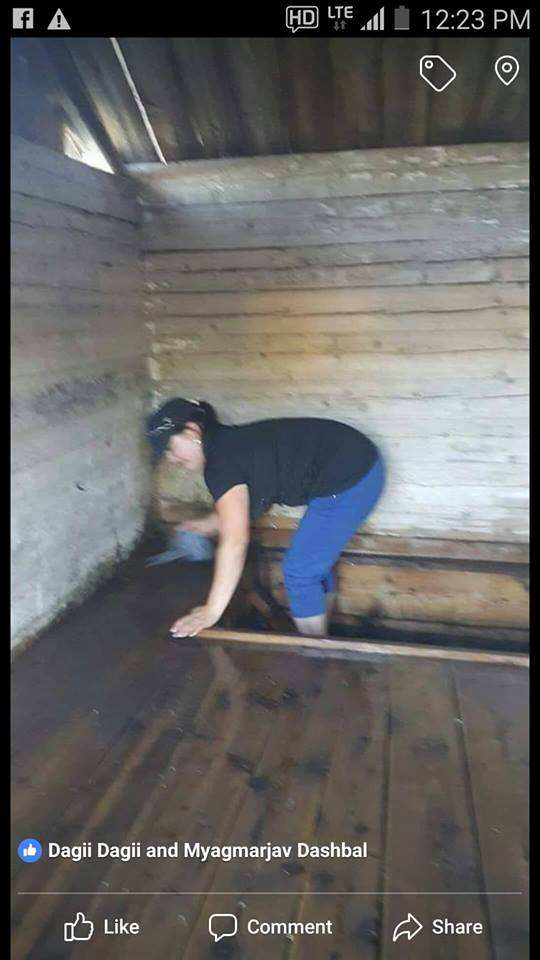 HD LTE 12:23 PM
Dagii Dagii and Myagmarjav Dashbal
Like Comment Share